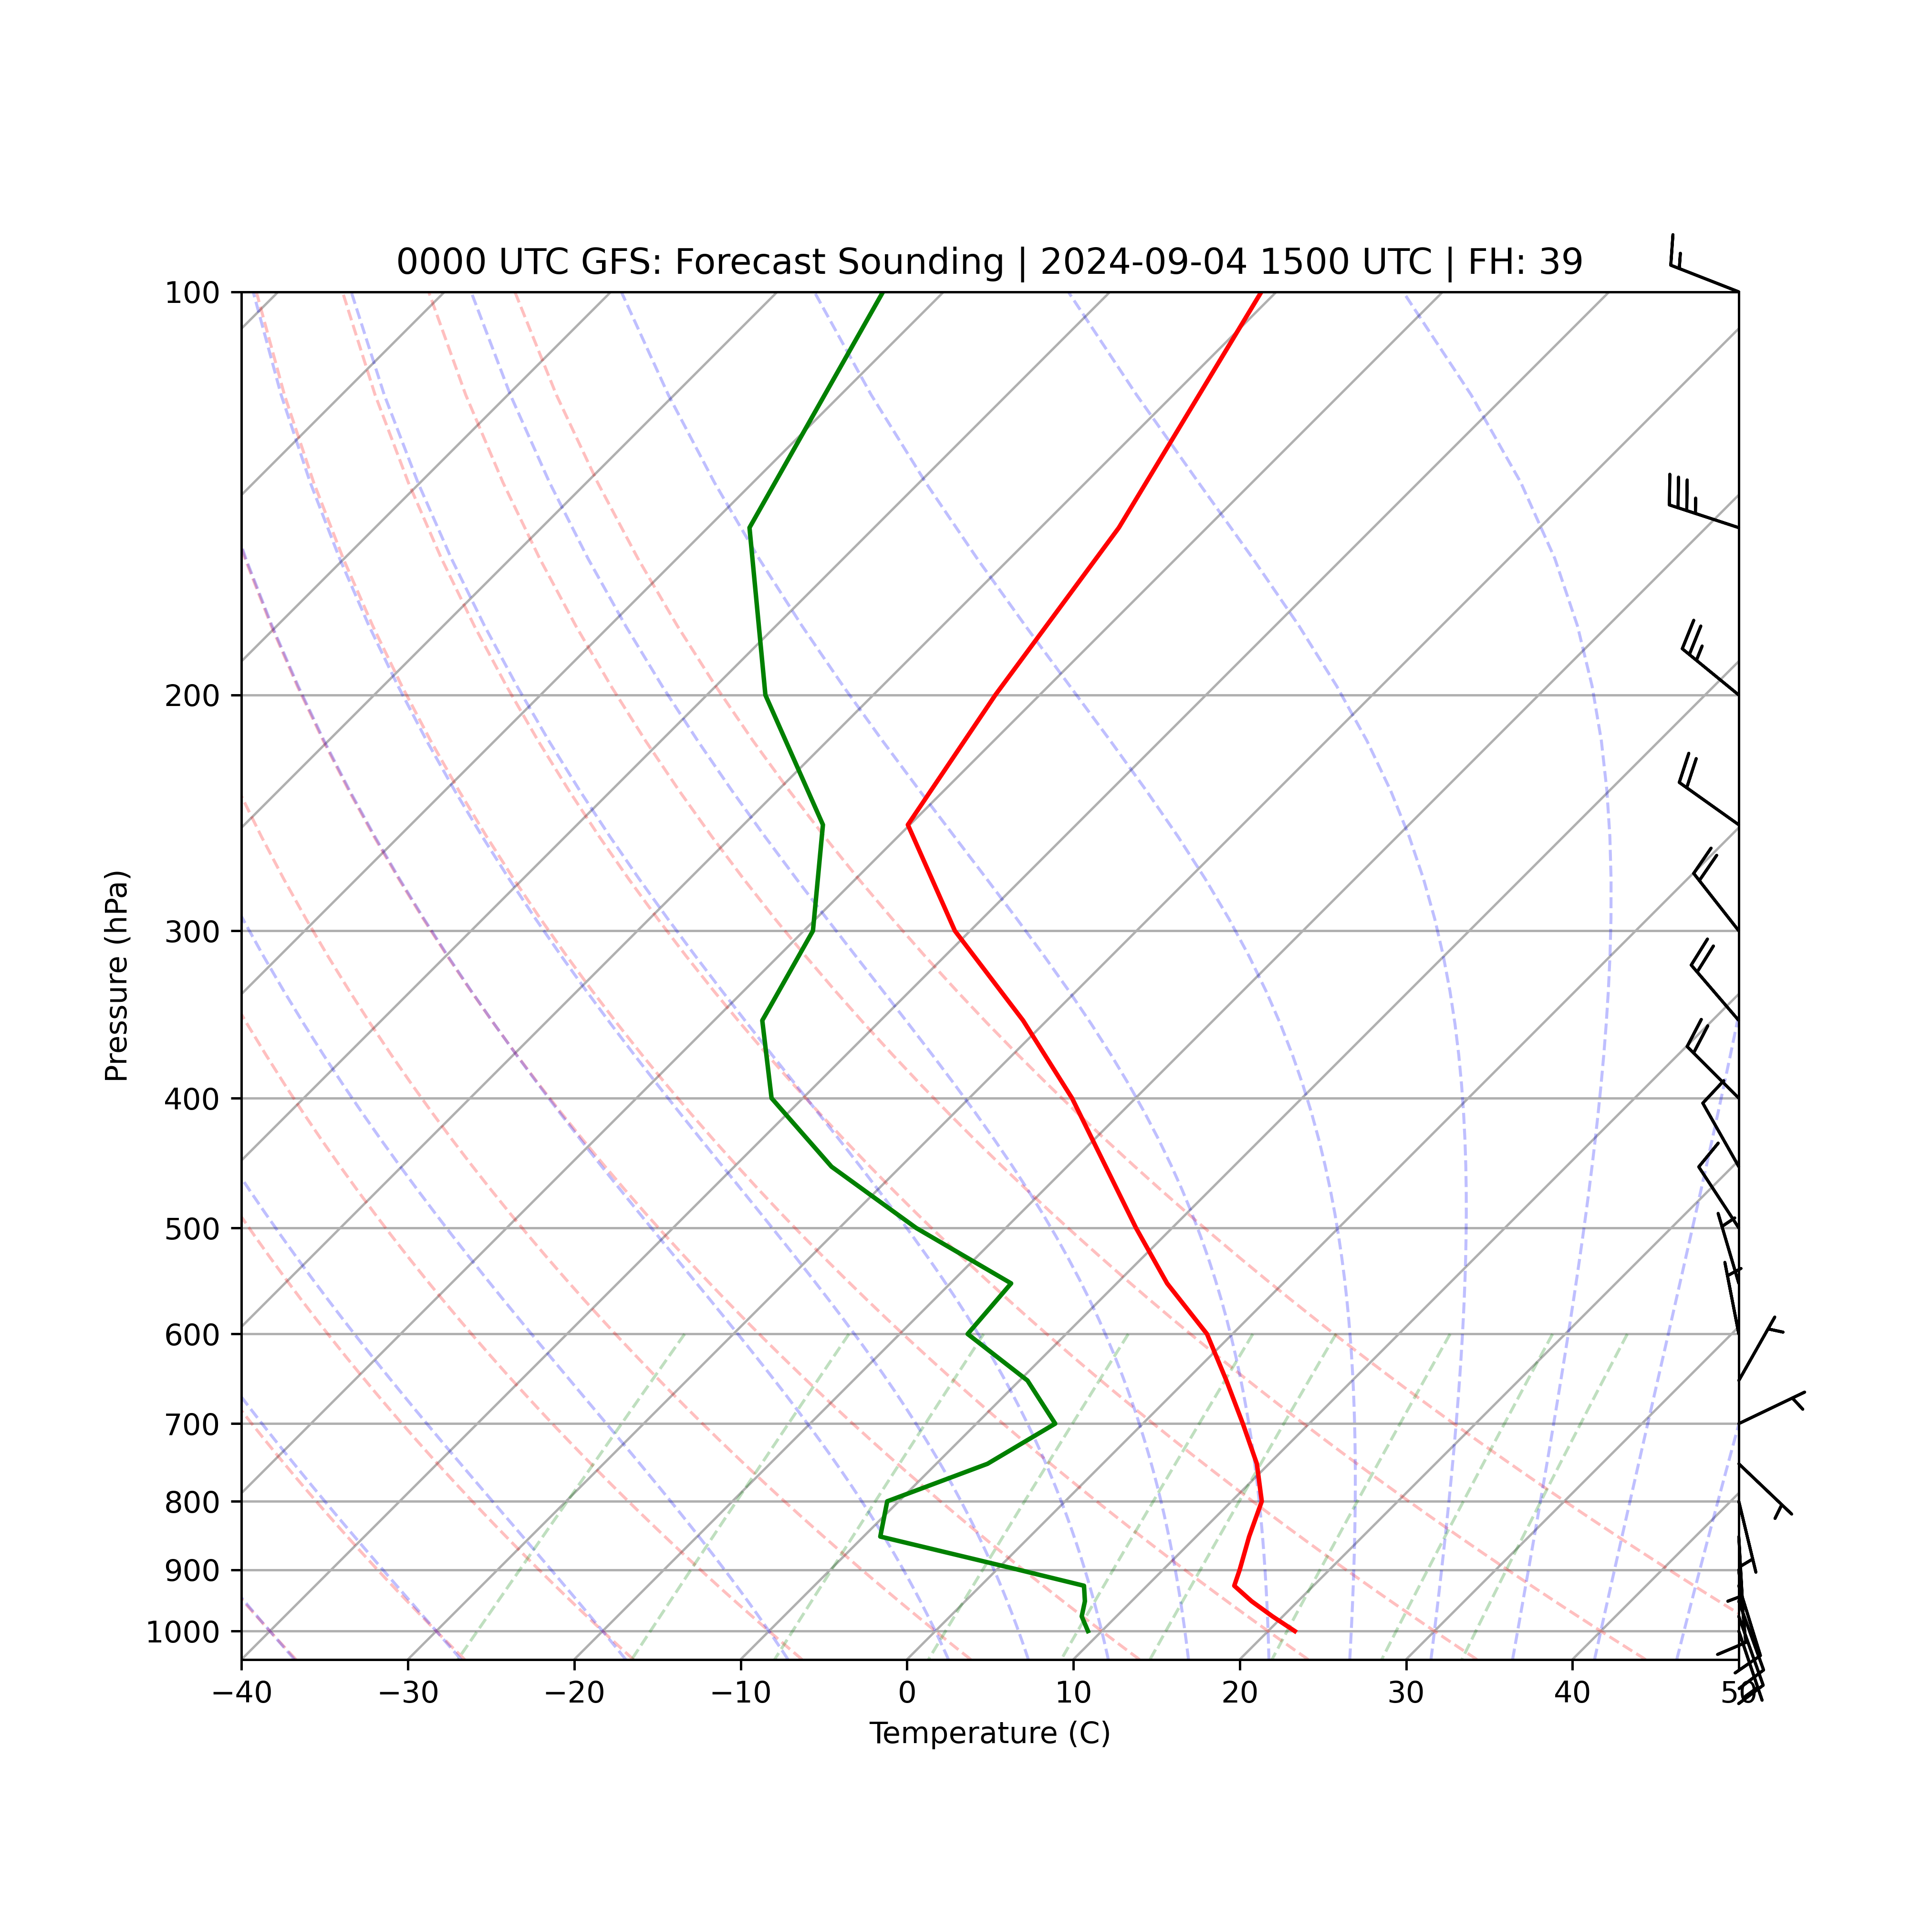 0000 UTC GFS: Forecast Sounding | 2024-09-04 1500 UTC | FH: 39
100
200
300
400
500
600
700
800
900
1000
Pressure (hPa)
−40 −30 −20 −10 0 10 20 30 40 50
Temperature (C)